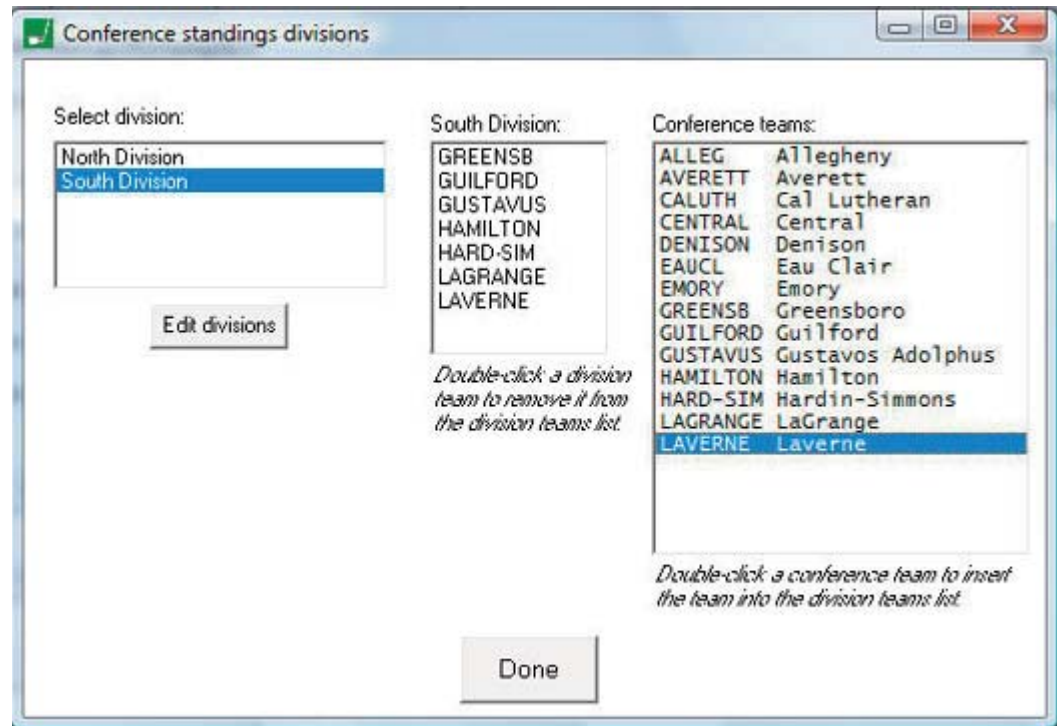 Conference standings divisions
Select division:
North Division
South Division
Edit divisions
South Division:
GREENSB
GUILFORD
GUSTAVUS
HAMILTON
HARD-SIM
LAGRANGE
LAVERNE
Double-click a division
team to remove it from
the division teams list.
Conference teams:
ALLEG Allegheny
AVERETT Averett
CALUTH Cal Lutheran
CENTRAL Central
DENISON Denison
EAUCL Eau Clair
EMORY Emory
GREENSB Greensboro
GUILFORD Guilford
GUSTAVUS Gustavos Adolphus
HAMILTON Hamilton
HARD-SIM Hardin-Simmons
LAGRANGE LaGrange
LAVERNE Laverne
Double-click a conference team to insert
the team into the division teams list.
Done